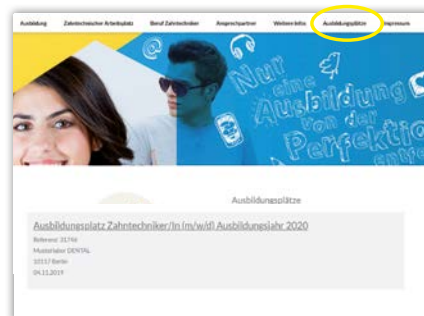 Ausbildung Zahntechnischer Arbeitsplatz Beruf Zahntechniker Ansprechpartner Weitere Infos Ausbildungsplätze Impressum
@
Nur
eine
Ausbildung
von der
Perfektio
entfe
Ausbildungsplätze
Ausbildungsplatz Zahntechniker/In (m/w/d) Ausbildungsjahr 2020
Referenz: 31746
Musterlabor DENTAL
10117 Berlin
04.11.2019